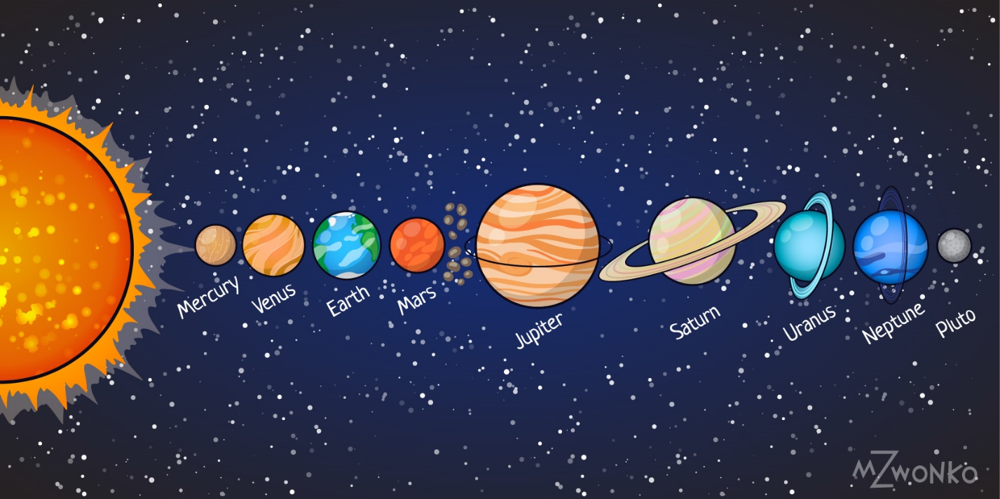 Mercury
Venus
Earth
Mars
Jupiter
Saturn
Uranus
Neptune
Pluto
MZWONKO